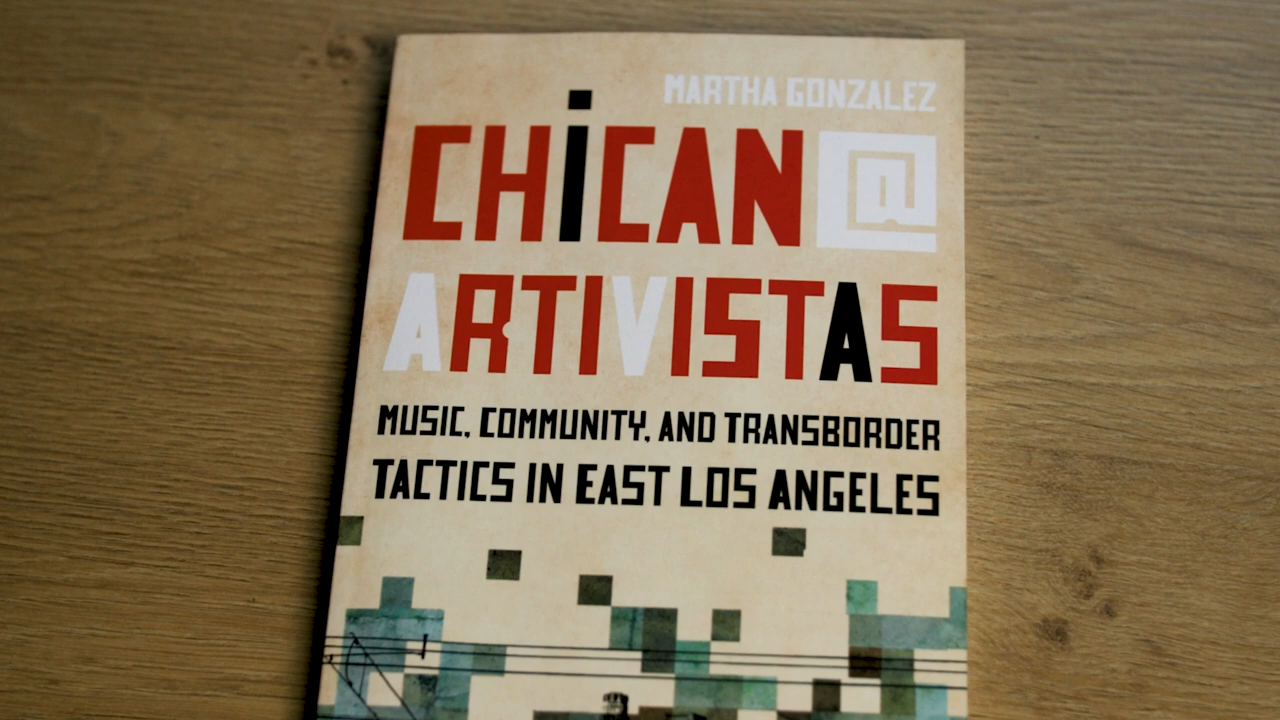 MARTHA GONZALEZ
CHiCAN@
ARTIVISTAS
MUSIC, COMMUNITY, AND TRANSBORDER
TACTICS IN EAST LOS ANGELES